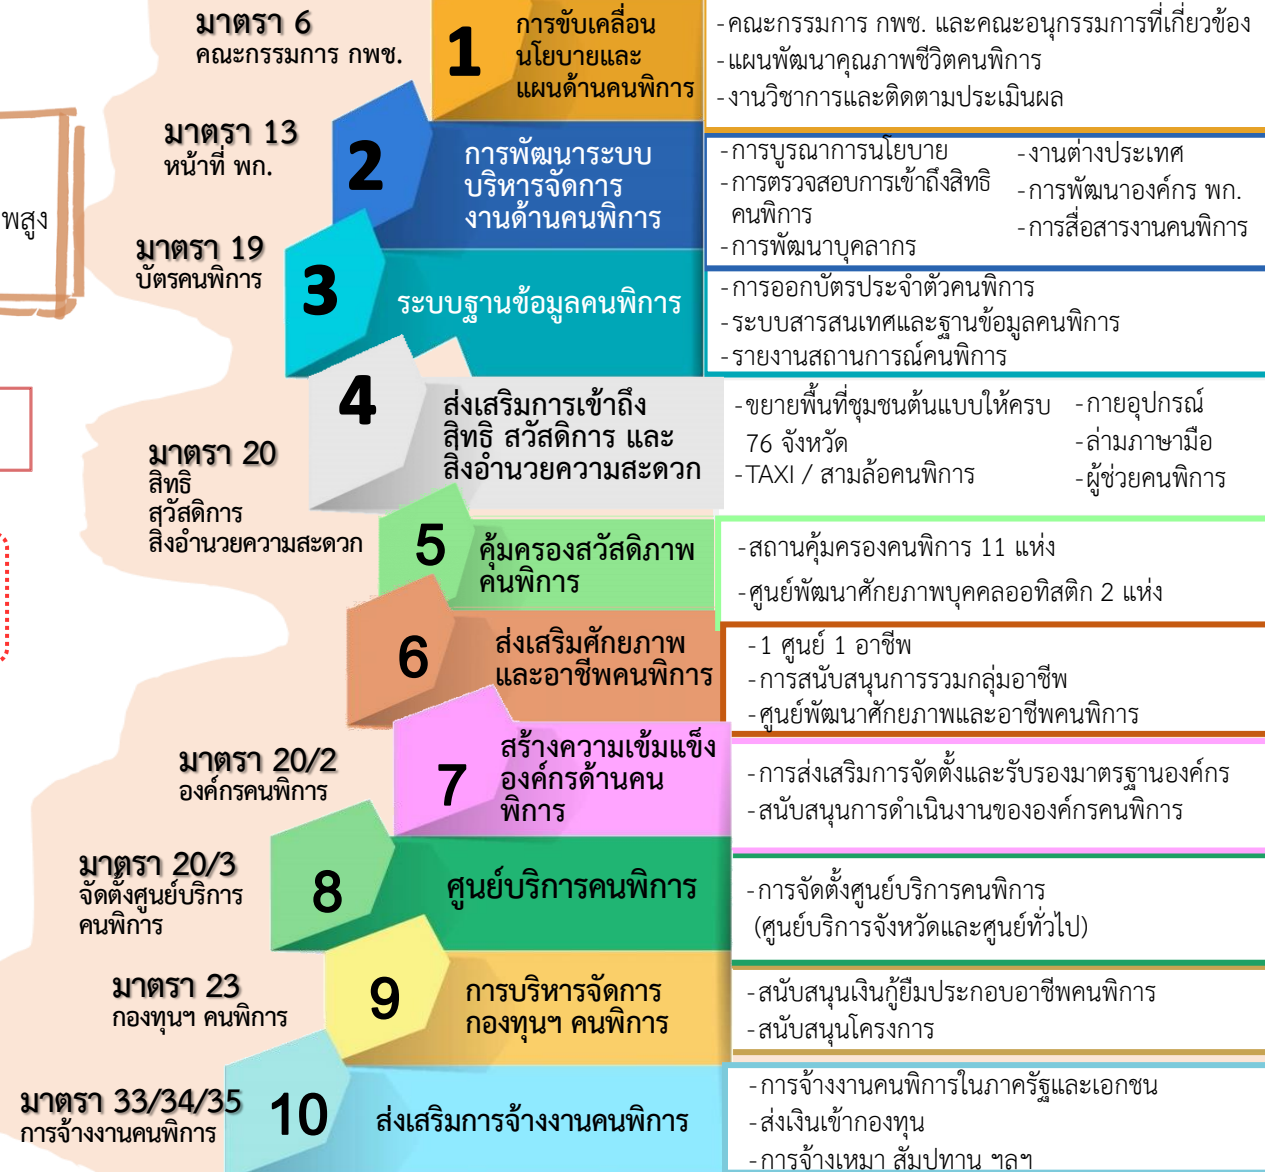 มาตรา 6
คณะกรรมการ กพช.
1
การขับเคลื่อน
นโยบายและ
แผนด้านคนพิการ
-คณะกรรมการ กพช. และคณะอนุกรรมการที่เกี่ยวข้อง
-แผนพัฒนาคุณภาพชีวิตคนพิการ
-งานวิชาการและติดตามประเมินผล
มาตรา 13
หน้าที่ พก.
2
การพัฒนาระบบ
บริหารจัดการ
งานด้านคนพิการ
-การบูรณาการนโยบาย
-การตรวจสอบการเข้าถึงสิทธิ
คนพิการ
-การพัฒนาบุคลากร
-งานต่างประเทศ
-การพัฒนาองค์กร พก.
-การสื่อสารงานคนพิการ
พสูง
มาตรา 19
บัตรคนพิการ
3
ระบบฐานข้อมูลคนพิการ
-การออกบัตรประจำตัวคนพิการ
-ระบบสารสนเทศและฐานข้อมูลคนพิการ
-รายงานสถานการณ์คนพิการ
มาตรา 20
สิทธิ
สวัสดิการ
สิ่งอำนวยความสะดวก
4
ส่งเสริมการเข้าถึง
สิทธิ สวัสดิการ และ
สิ่งอำนวยความสะดวก
-ขยายพื้นที่ชุมชนต้นแบบให้ครบ
76 จังหวัด
-TAXI / สามล้อคนพิการ
-กายอุปกรณ์
-ล่ามภาษามือ
-ผู้ช่วยคนพิการ
5
คุ้มครองสวัสดิภาพ
คนพิการ
-สถานคุ้มครองคนพิการ 11 แห่ง
-ศูนย์พัฒนาศักยภาพบุคคลออทิสติก 2 แห่ง
6
ส่งเสริมศักยภาพ
และอาชีพคนพิการ
-1 ศูนย์ 1 อาชีพ
-การสนับสนุนการรวมกลุ่มอาชีพ
-ศูนย์พัฒนาศักยภาพและอาชีพคนพิการ
มาตรา 20/2
องค์กรคนพิการ
7
สร้างความเข้มแข็ง
องค์กรด้านคน
พิการ
-การส่งเสริมการจัดตั้งและรับรองมาตรฐานองค์กร
-สนับสนุนการดำเนินงานขององค์กรคนพิการ
มาตรา 20/3
จัดตั้งศูนย์บริการ
คนพิการ
8
ศูนย์บริการคนพิการ
-การจัดตั้งศูนย์บริการคนพิการ
(ศูนย์บริการจังหวัดและศูนย์ทั่วไป)
มาตรา 23
กองทุนฯ คนพิการ
9
การบริหารจัดการ
กองทุนฯ คนพิการ
-สนับสนุนเงินกู้ยืมประกอบอาชีพคนพิการ
-สนับสนุนโครงการ
มาตรา 33/34/35
การจ้างงานคนพิการ
10
ส่งเสริมการจ้างงานคนพิการ
-การจ้างงานคนพิการในภาครัฐและเอกชน
-ส่งเงินเข้ากองทุน
-การจ้างเหมา สัมปทาน ฯลฯ